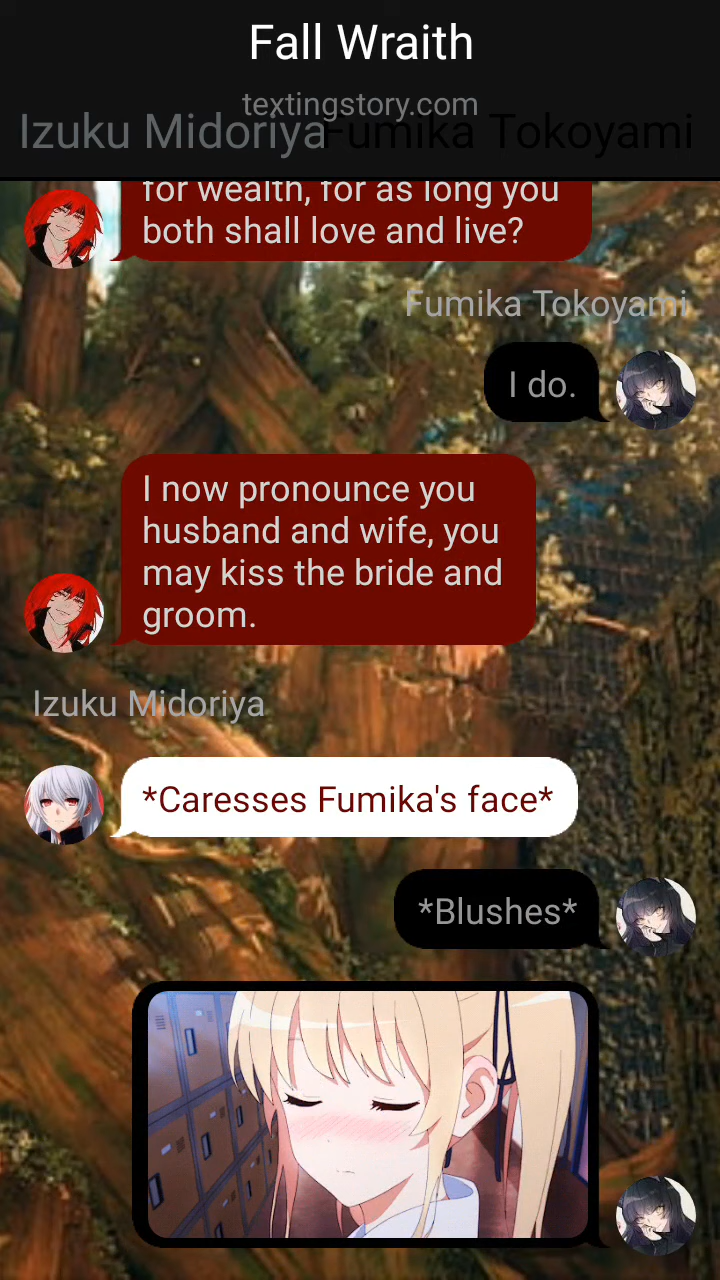 Fall Wraith
textingstory.com
Izuku Midoriya Fumika Tokoyami
for wealth, for as long you
both shall love and live?
Fumika Tokoyami
I do.
I now pronounce you
husband and wife, you
may kiss the bride and
groom.
Izuku Midoriya
*Caresses Fumika's face*
*Blushes*